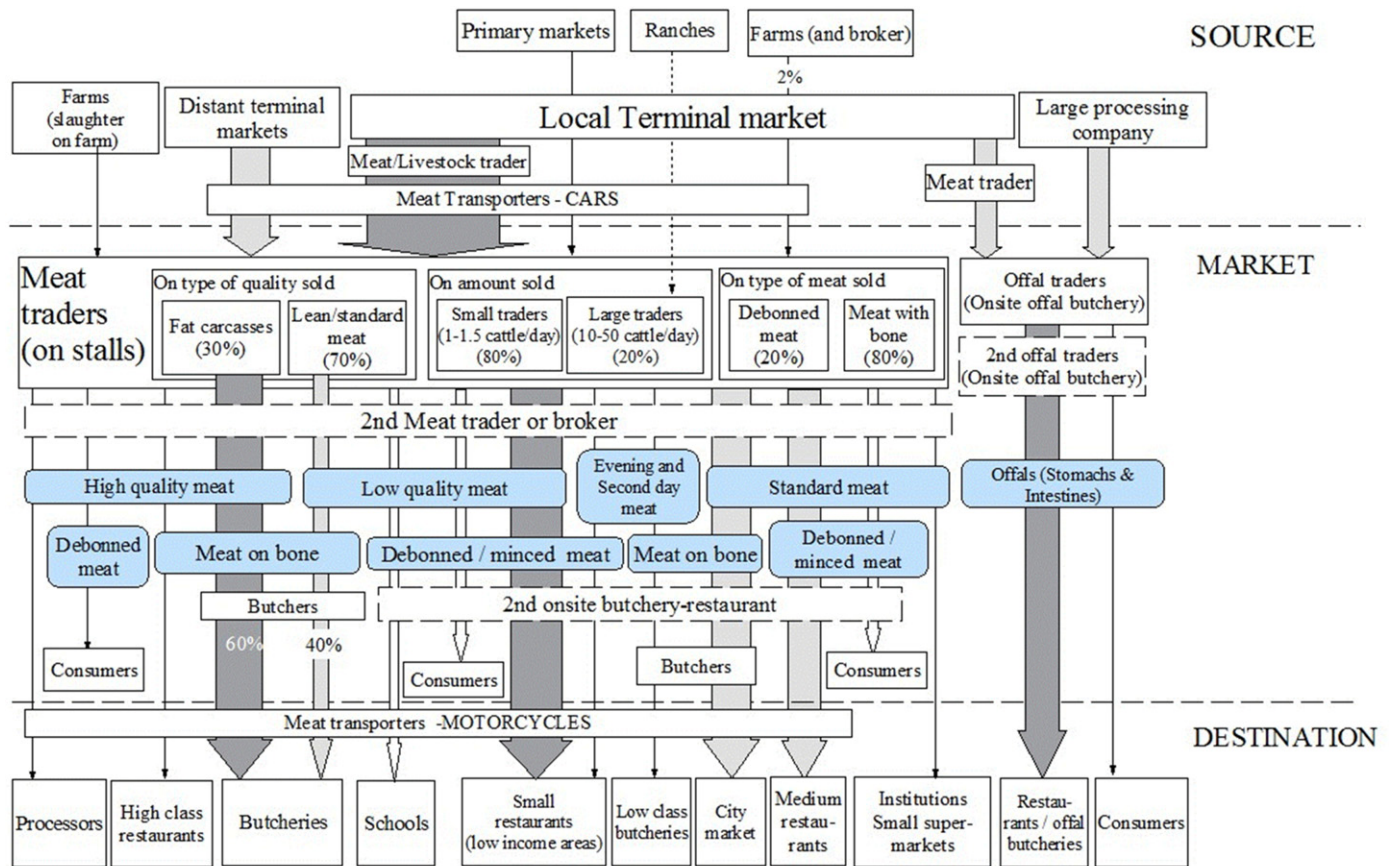 Primary markets
Ranches
Farms (and broker)
SOURCE
2%
Farms
(slaughter
on farm)
Distant terminal
markets
Local Terminal market
Large processing
company
Meat/Livestock trader
Meat trader
Meat Transporters - CARS
MARKET
Meat
traders
(on stalls)
On type of quality sold
Fat carcasses
(30%)
Lean/standard
meat
(70%)
On amount sold
Small traders
(1-1.5 cattle/day)
(80%)
Large traders
(10-50 cattle/day)
(20%)
On type of meat sold
Debonned
meat
(20%)
Meat with
bone
(80%)
Offal traders
(Onsite offal butchery)
2nd offal traders
(Onsite offal butchery)
2nd Meat trader or broker
High quality meat
Low quality meat
Evening and
Second day
meat
Standard meat
Offals (Stomachs &
Intestines)
Debonned
meat
Meat on bone
Debonned / minced meat
Meat on bone
Debonned /
minced meat
Butchers
2nd onsite butchery-restaurant
60%
40%
Consumers
Consumers
Butchers
Consumers
Meat transporters -MOTORCYCLES
DESTINATION
Processors
High class
restaurants
Butcheries
Schools
Small
restaurants
(low income areas)
Low class
butcheries
City
market
Medium
restau-
rants
Institutions
Small super-
markets
Restau-
rants / offal
butcheries
Consumers